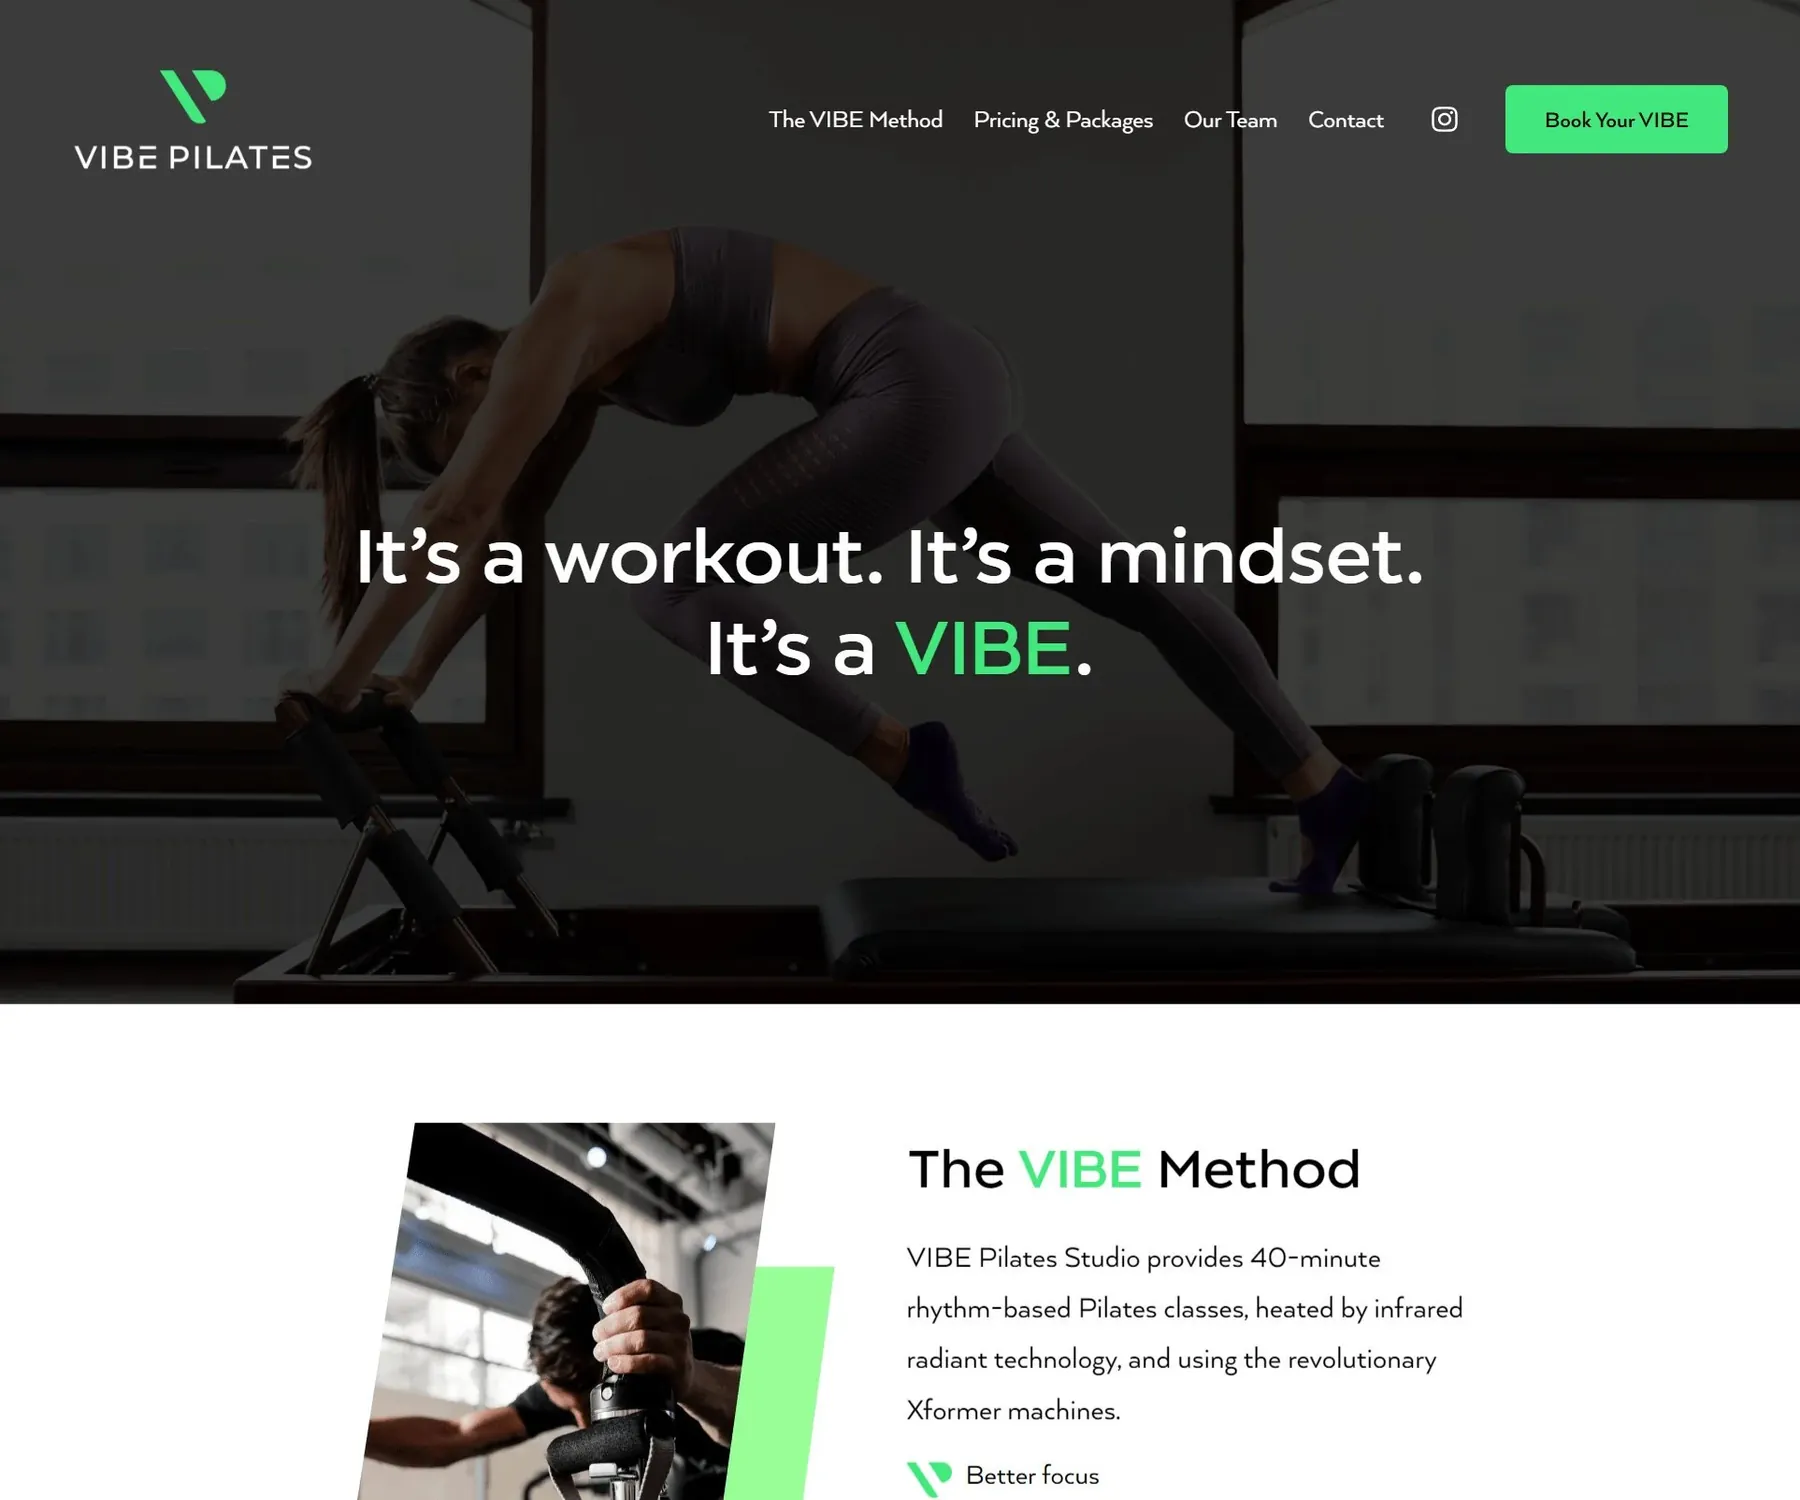 VIBE PILATES
The VIBE Method
Pricing & Packages
Our Team
Contact
Book Your VIBE
It’s a workout. It’s a mindset.
It’s a VIBE.
The VIBE Method
VIBE Pilates Studio provides 40-minute
rhythm-based Pilates classes, heated by infrared
radiant technology, and using the revolutionary
Xformer machines.
Better focus